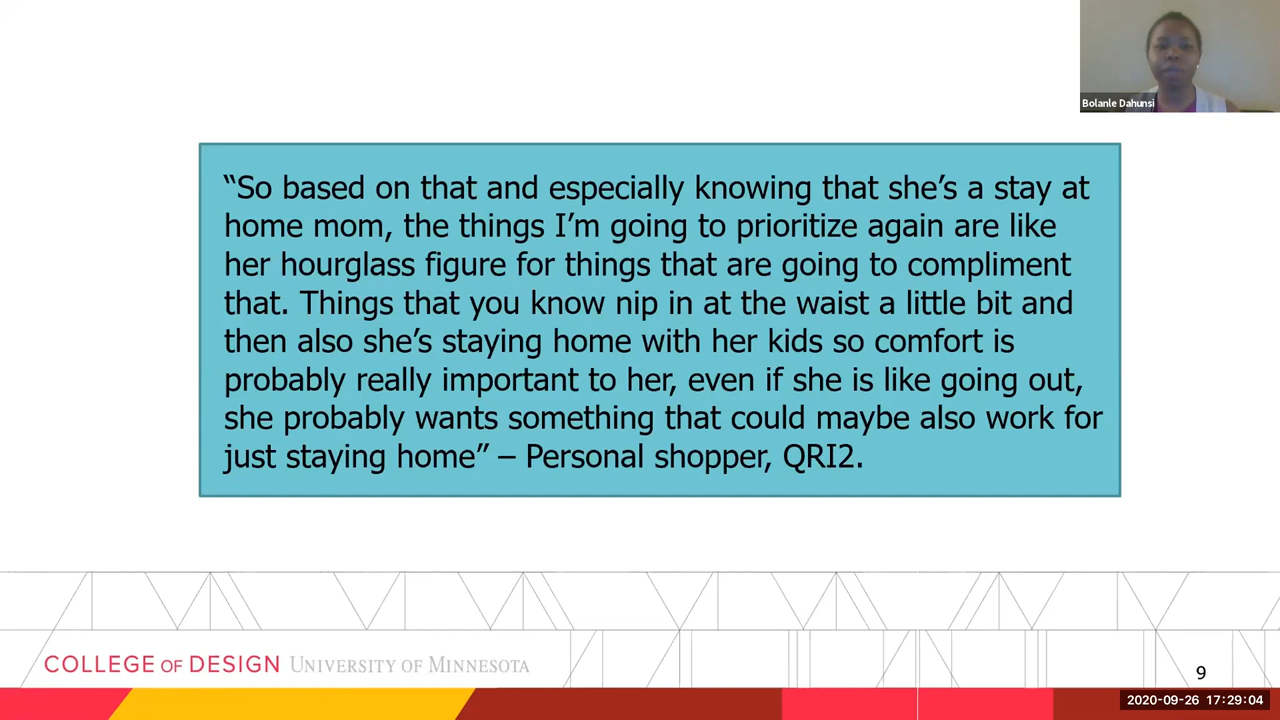 Bolanle Dahunsi
“So based on that and especially knowing that she’s a stay at
home mom, the things I’m going to prioritize again are like
her hourglass figure for things that are going to compliment
that. Things that you know nip in at the waist a little bit and
then also she’s staying home with her kids so comfort is
probably really important to her, even if she is like going out,
she probably wants something that could maybe also work for
just staying home” – Personal shopper, QRI2.
COLLEGE OF DESIGN UNIVERSITY OF MINNESOTA
9
2020-09-26 17:29:04